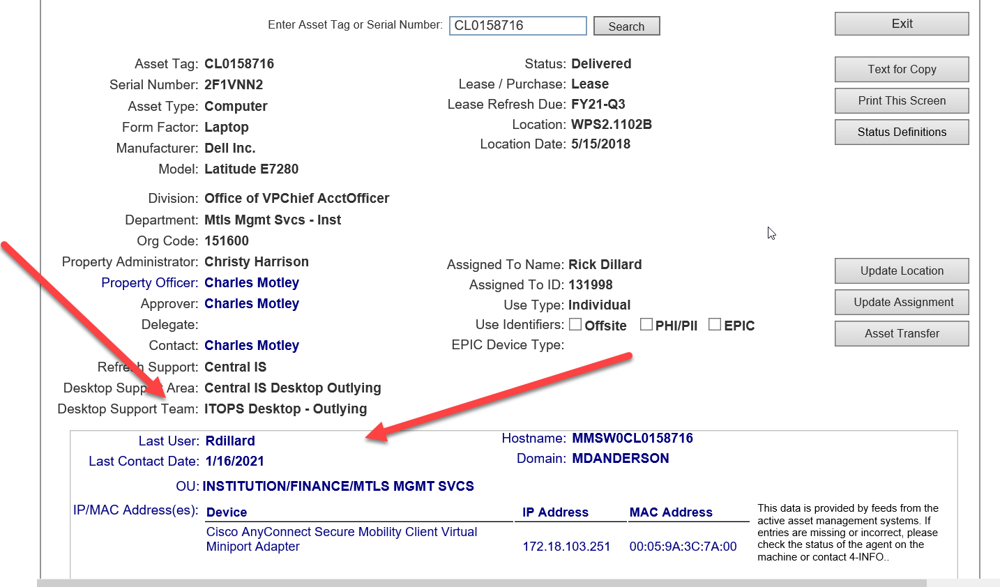 Enter Asset Tag or Serial Number: CL0158716 Search Exit
Asset Tag: CL0158716
Serial Number: 2F1VNN2
Asset Type: Computer
Form Factor: Laptop
Manufacturer: Dell Inc.
Model: Latitude E7280
Status: Delivered
Lease / Purchase: Lease
Lease Refresh Due: FY21-Q3
Location: WPS2.1102B
Location Date: 5/15/2018
Text for Copy
Print This Screen
Status Definitions
Division: Office of VPChief AcctOfficer
Department: Mtls Mgmt Svcs - Inst
Org Code: 151600
Property Administrator: Christy Harrison
Property Officer: Charles Motley
Approver: Charles Motley
Delegate:
Contact: Charles Motley
Refresh Support: Central IS
Desktop Support Area: Central IS Desktop Outlying
Desktop Support Team: ITOPS Desktop - Outlying
Assigned To Name: Rick Dillard
Assigned To ID: 131998
Use Type: Individual
Use Identifiers: Offsite PHI/PII EPIC
EPIC Device Type:
Update Location
Update Assignment
Asset Transfer
Last User: Rdillard
Last Contact Date: 1/16/2021
Hostname: MMSW0CL0158716
Domain: MDANDERSON
OU: INSTITUTION/FINANCE/MTLS MGMT SVCS
IP/MAC Address(es): Device IP Address MAC Address
Cisco AnyConnect Secure Mobility Client Virtual
Miniport Adapter 172.18.103.251 00:05:9A:3C:7A:00
This data is provided by feeds from the
active asset management systems. If
entries are missing or incorrect, please
check the status of the agent on the
machine or contact 4-INFO..